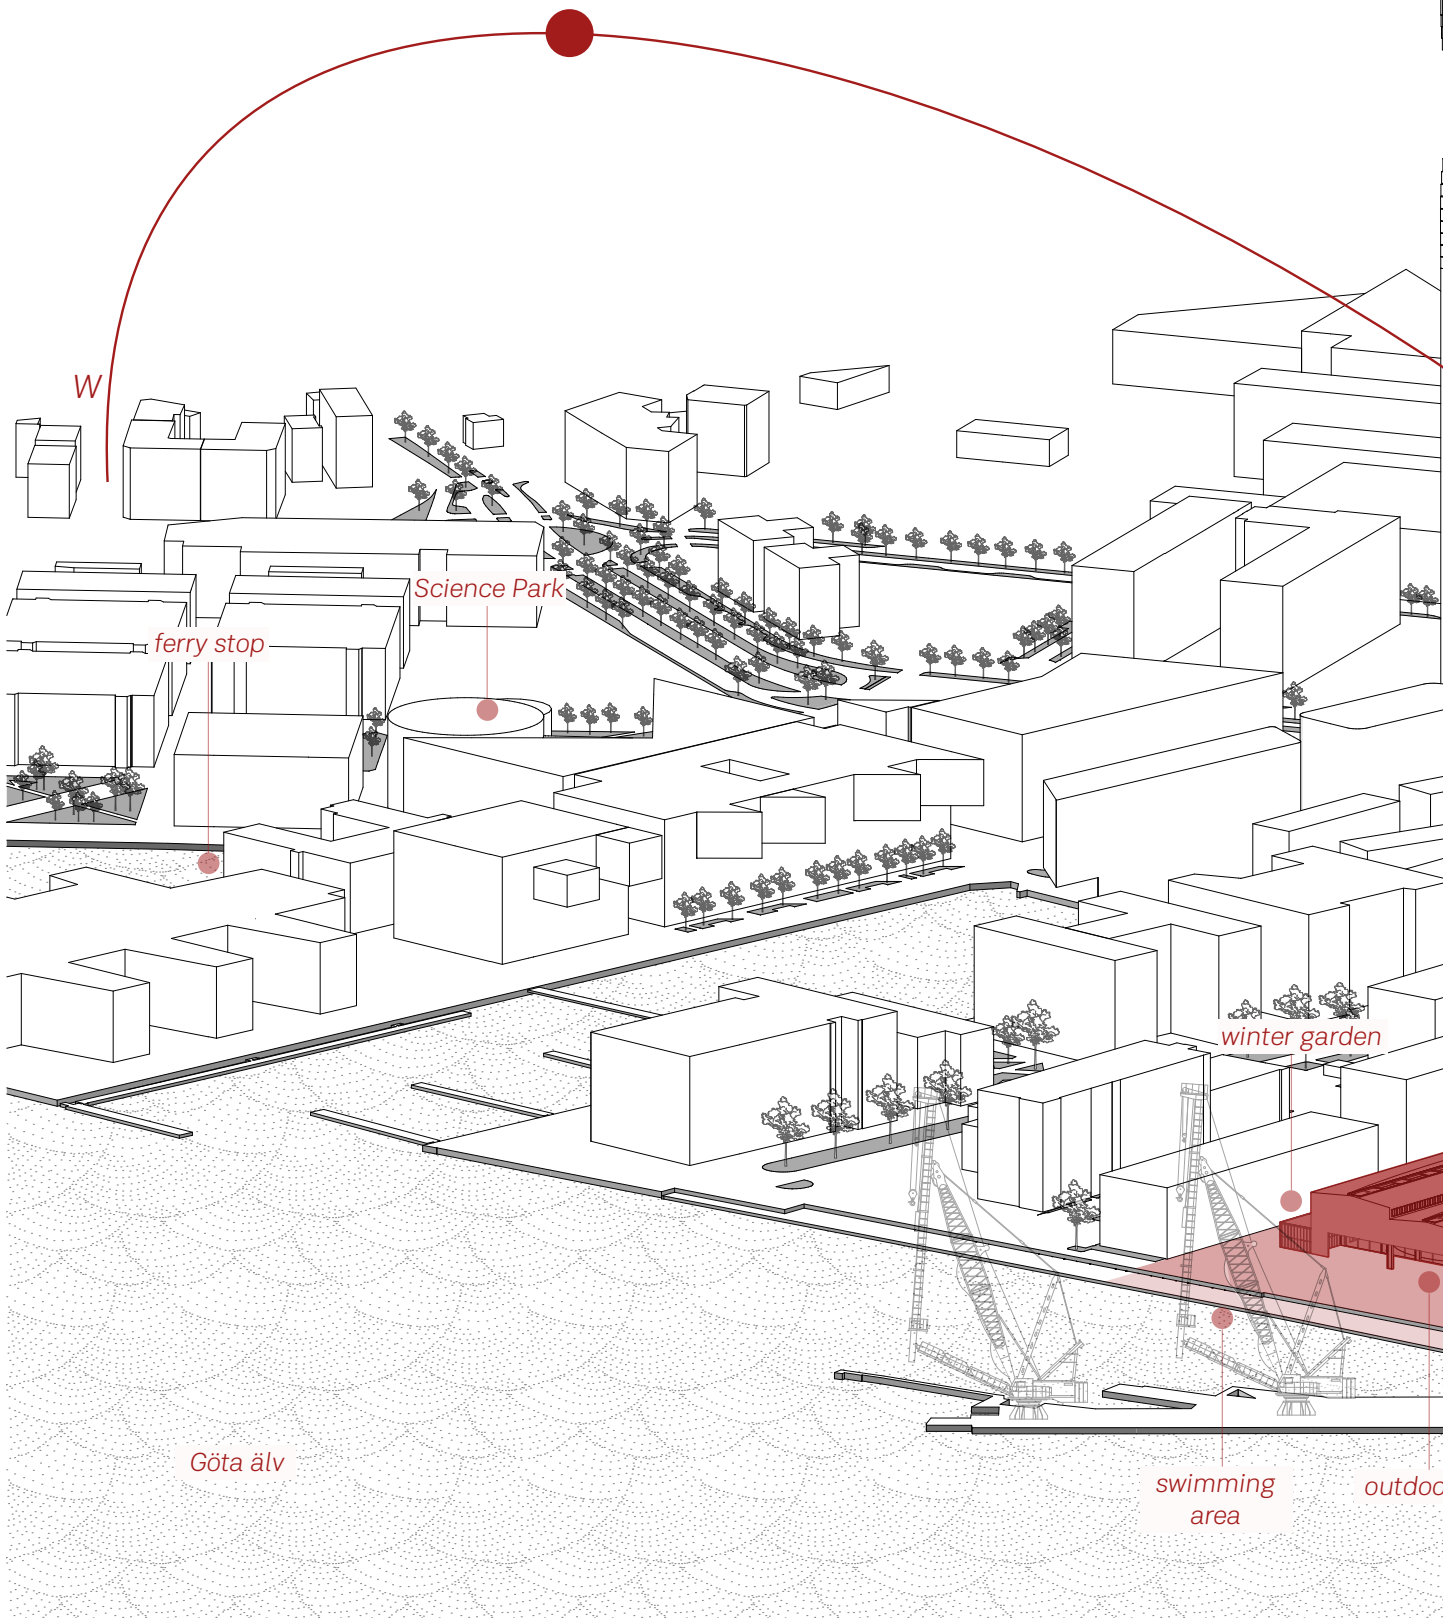 W
Science Park
ferry stop
winter garden
Göta älv
swimming
area